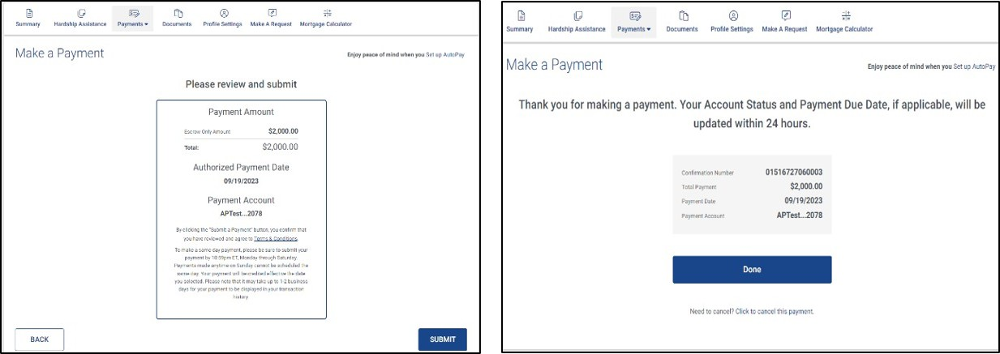 Summary Hardship Assistance Payments Documents Profile Settings Make A Request Mortgage Calculator
Make a Payment
Enjoy peace of mind when you Set up AutoPay
Please review and submit
Payment Amount
Escrow Only Amount $2,000.00
Total: $2,000.00
Authorized Payment Date
09/19/2023
Payment Account
APTest...2078
By clicking the "Submit a Payment" button, you confirm that
you have reviewed and agree to Terms & Conditions.
To make a same day payment, please be sure to submit your
payment by 10:59pm ET, Monday through Saturday.
Payments made anytime on Sunday cannot be scheduled the
same day. Your payment will be credited effective the date
you selected. Please note that it may take up to 1-2 business
days for your payment to be displayed in your transaction
history
BACK SUBMIT
Summary Hardship Assistance Payments Documents Profile Settings Make A Request Mortgage Calculator
Make a Payment
Enjoy peace of mind when you Set up AutoPay
Thank you for making a payment. Your Account Status and Payment Due Date, if applicable, will be
updated within 24 hours.
Confirmation Number 01516727060003
Total Payment $2,000.00
Payment Date 09/19/2023
Payment Account APTest...2078
Done
Need to cancel? Click to cancel this payment.